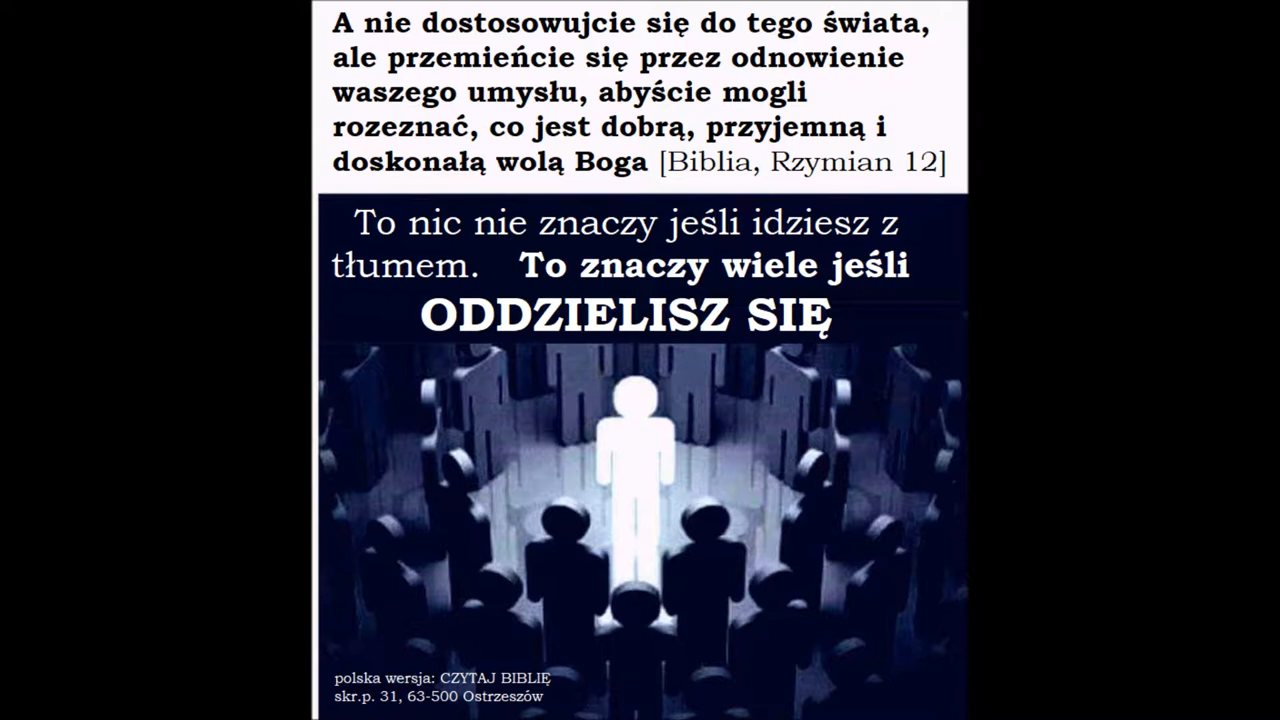 A nie dostosowujcie się do tego świata,
ale przemieńcie się przez odnowienie
waszego umysłu, abyście mogli
rozeznać, co jest dobrą, przyjemną i
doskonałą wolą Boga [Biblia, Rzymian 12]
To nic nie znaczy jeśli idziesz z
tłumem. To znaczy wiele jeśli
ODDZIELISZ SIĘ
polska wersja: CZYTAJ BIBLIĘ
skr.p. 31, 63-500 Ostrzeszów